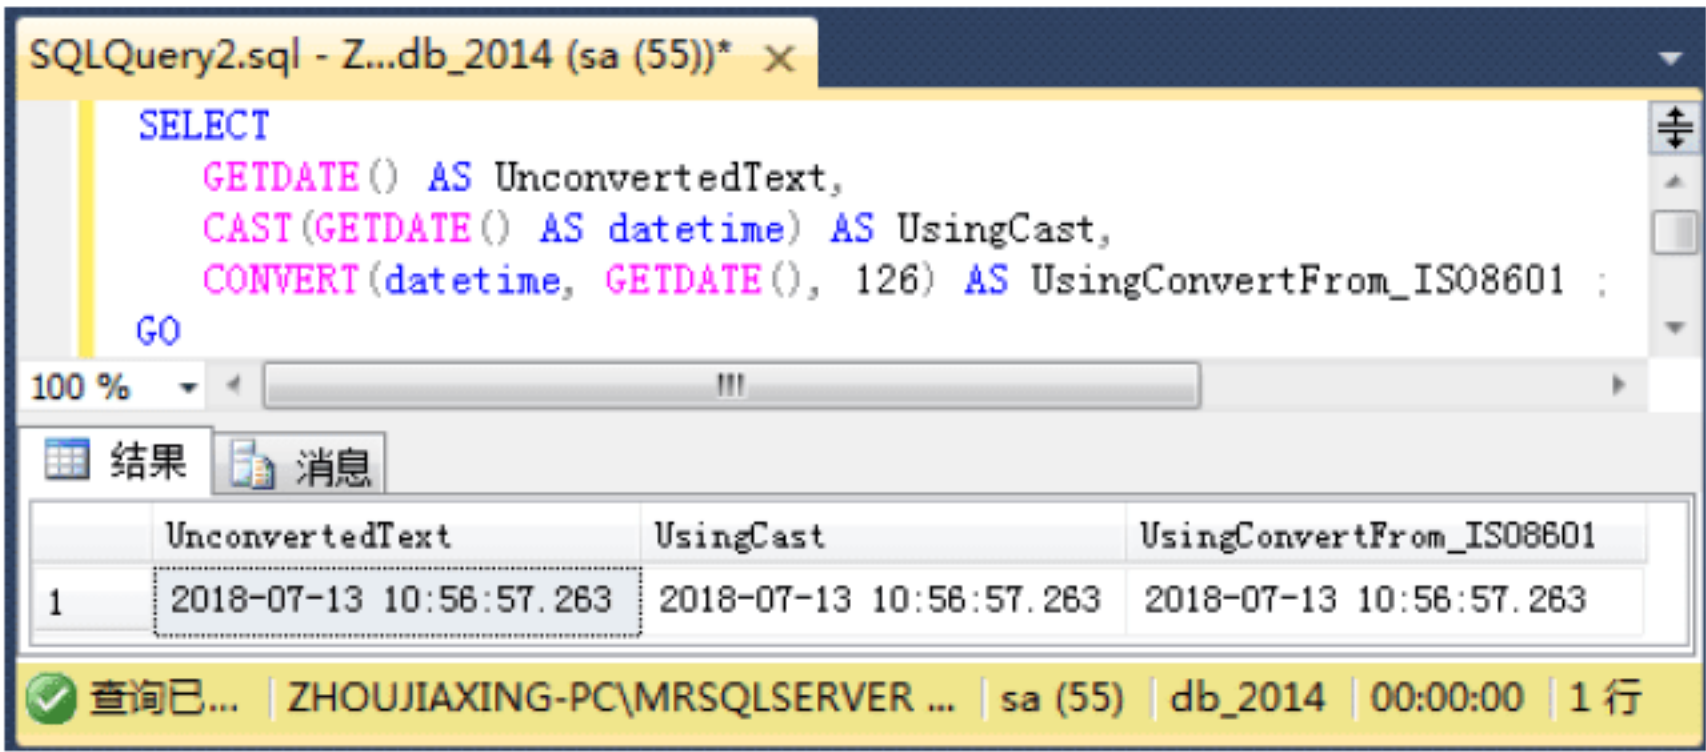 SQLQuery2.sql - Z...db_2014 (sa (55))*
SELECT
GETDATE() AS UnconvertedText,
CAST(GETDATE() AS datetime) AS UsingCast,
CONVERT(datetime, GETDATE(), 126) AS UsingConvertFrom_ISO8601 ;
GO
100 %
结果 消息
UnconvertedText UsingCast UsingConvertFrom_ISO8601
1 2018-07-13 10:56:57.263 2018-07-13 10:56:57.263 2018-07-13 10:56:57.263
查询已... ZHOUJIAXING-PC\MRSQLSERVER ... sa (55) db_2014 00:00:00 1 行